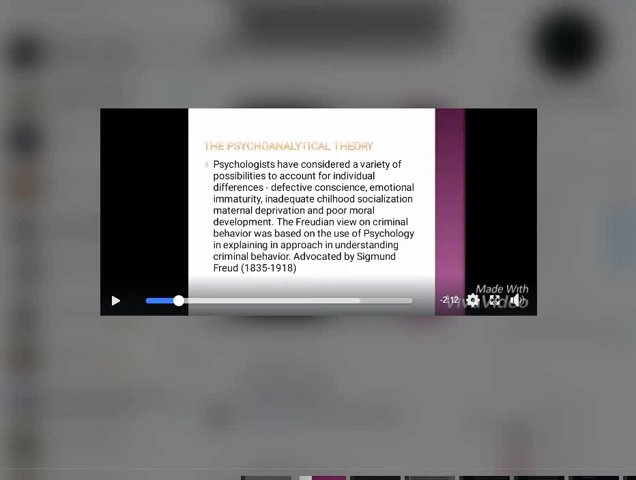 THE PSYCHOANALYTICAL THEORY
Psychologists have considered a variety of
possibilities to account for individual
differences - defective conscience, emotional
immaturity, inadequate chilhood socialization
maternal deprivation and poor moral
development. The Freudian view on criminal
behavior was based on the use of Psychology
in explaining in approach in understanding
criminal behavior. Advocated by Sigmund
Freud (1835-1918)
-2:12
Made With
VivaVideo